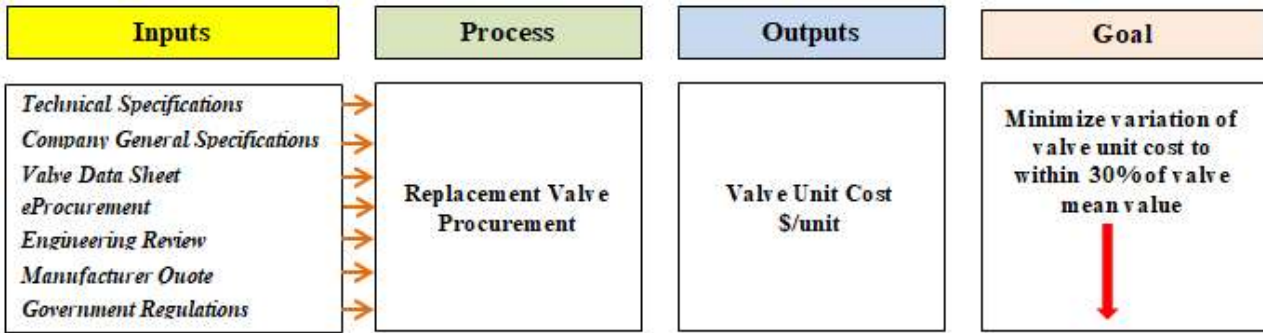 Inputs
Process
Outputs
Goal
Technical Specifications
Company General Specifications
Valve Data Sheet
eProcurement
Engineering Review
Manufacturer Quote
Government Regulations
Replacement Valve
Procurement
Valve Unit Cost
$/unit
Minimize variation of
valve unit cost to
within 30% of valve
mean value